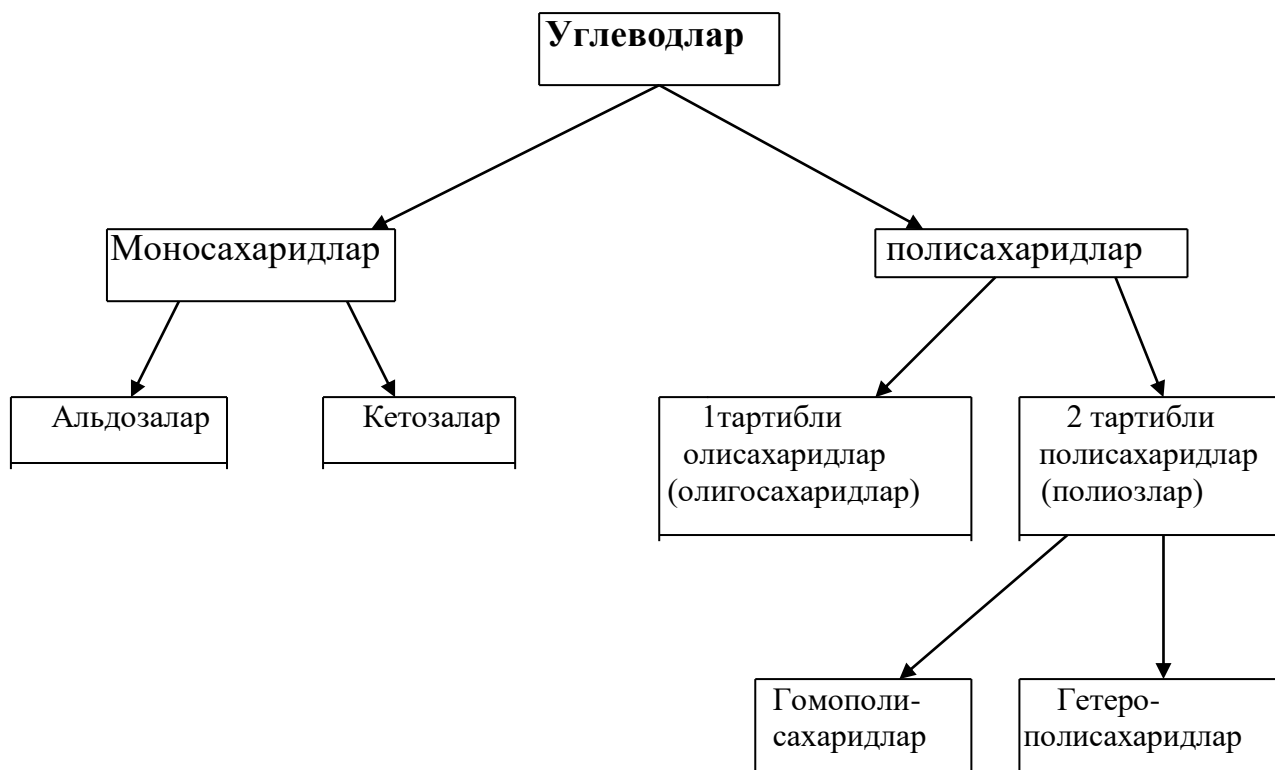 Углеводлар
Моносахаридлар
полисахаридлар
Альдозалар
Кетозалар
1тартибли
олисахаридлар
(олигосахаридлар)
2 тартибли
полисахаридлар
(полиозлар)
Гомополи-
сахаридлар
Гетеро-
полисахаридлар